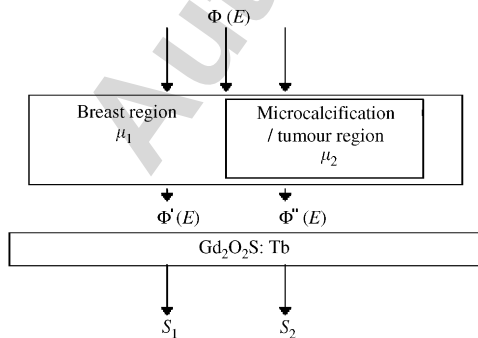 Φ (E)
Breast region
μ₁
Microcalcification
/ tumour region
μ₂
Φ' (E)
Φ'' (E)
Gd₂O₂S: Tb
S₁
S₂